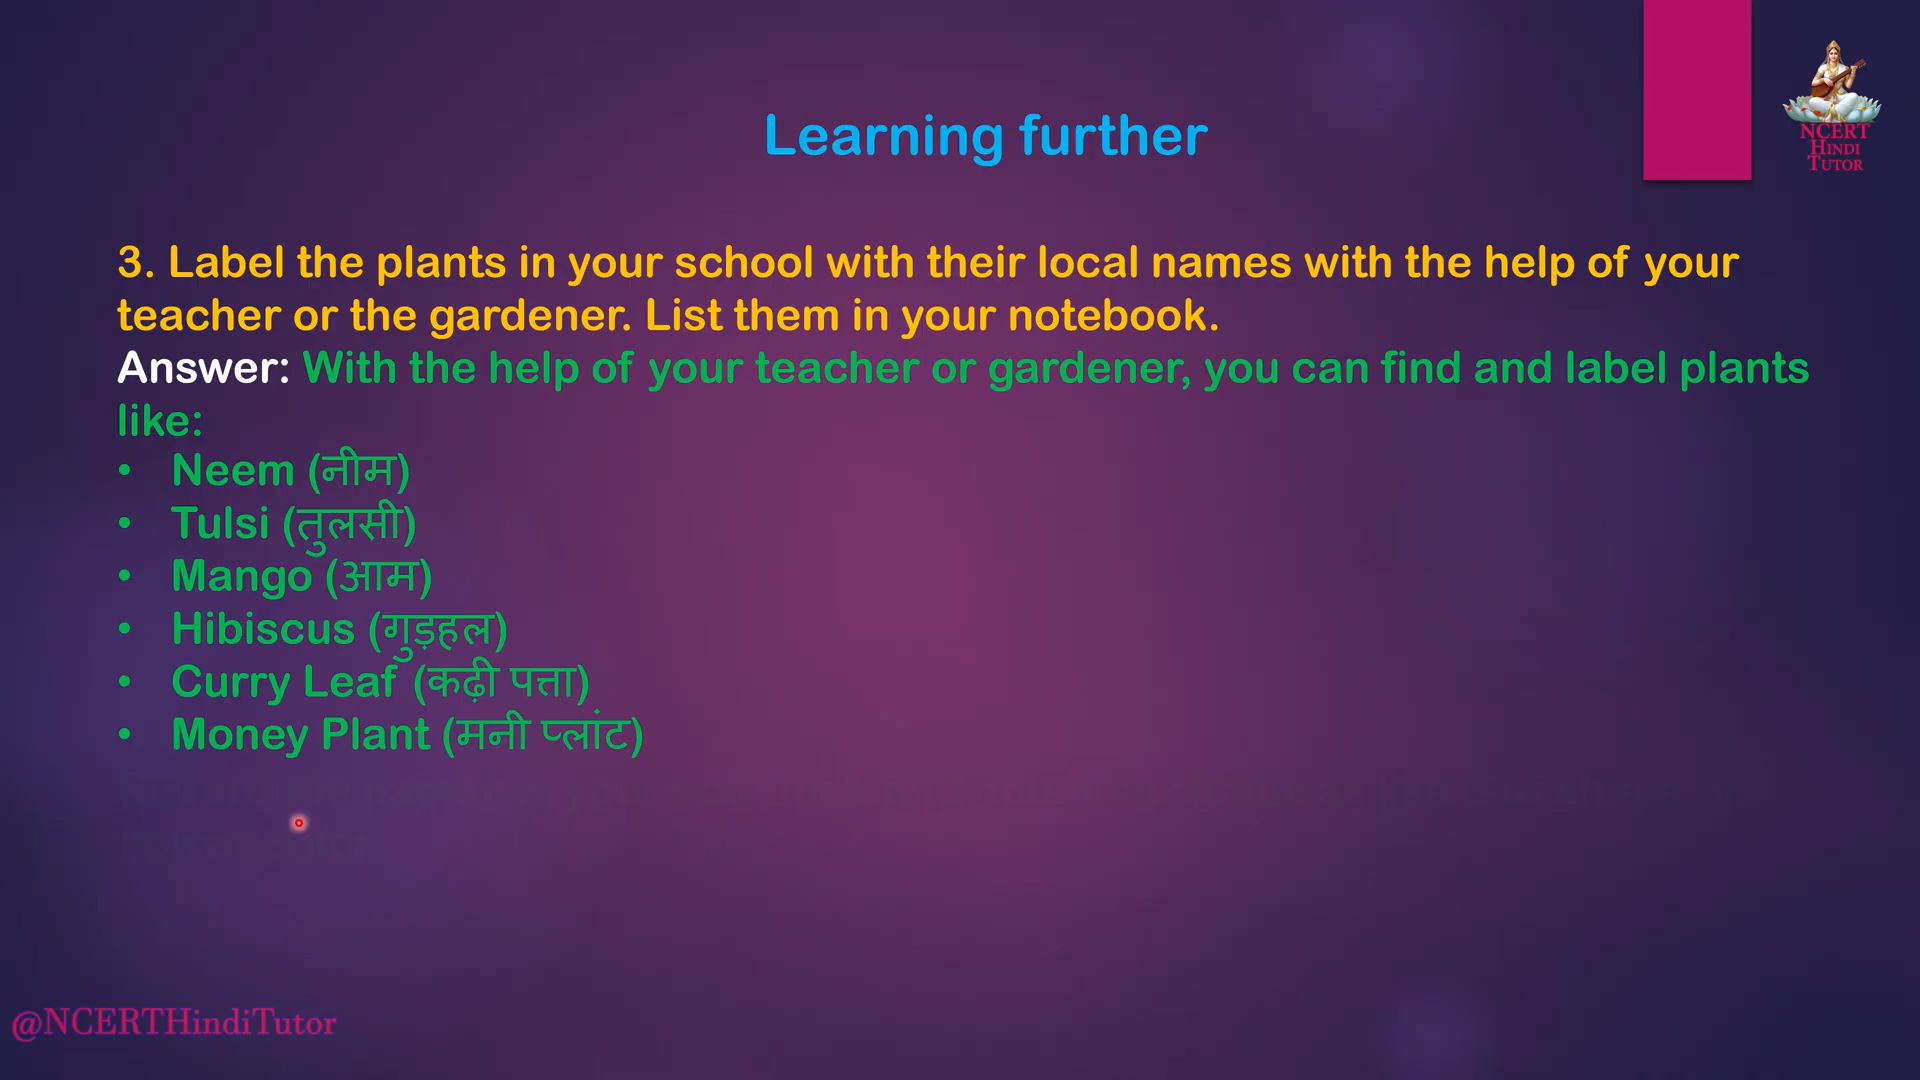 Learning further
NCERT
HINDI
TUTOR
3. Label the plants in your school with their local names with the help of your
teacher or the gardener. List them in your notebook.
Answer: With the help of your teacher or gardener, you can find and label plants
like:
• Neem (नीम)
• Tulsi (तुलसी)
• Mango (आम)
• Hibiscus (गुड़हल)
• Curry Leaf (कढ़ी पत्ता)
• Money Plant (मनी प्लांट)
@NCERTHindiTutor